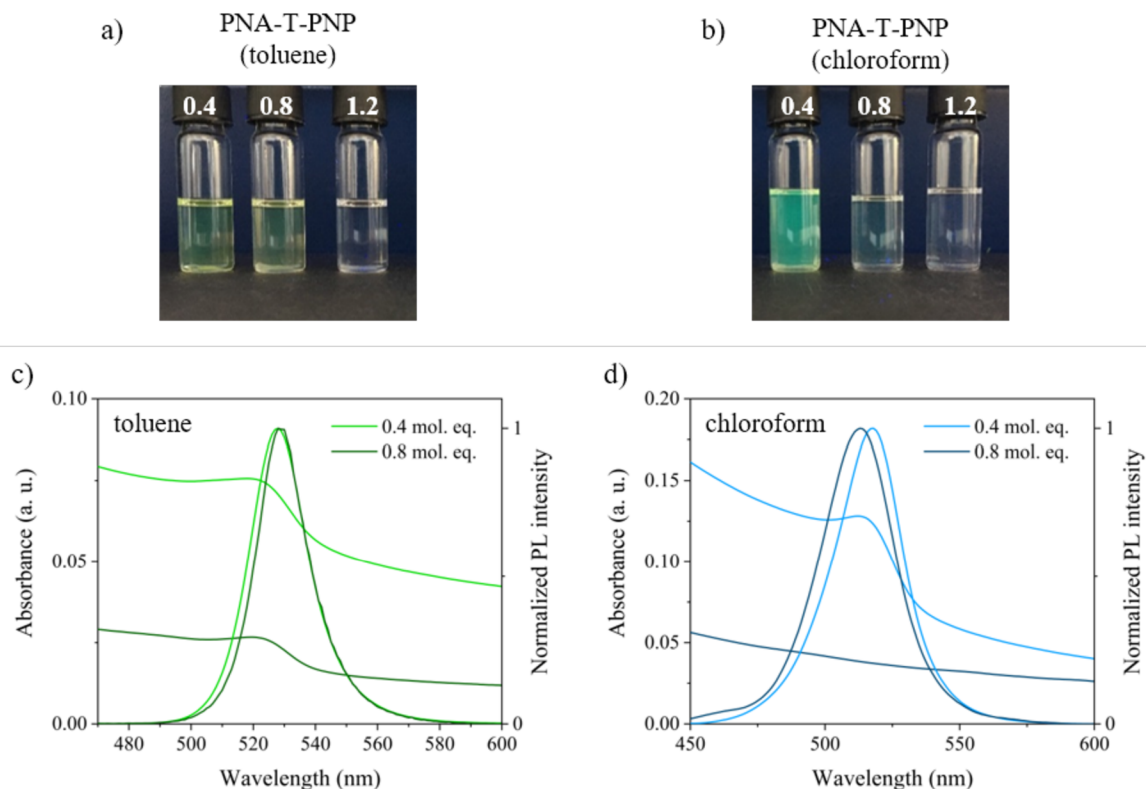 a)
PNA-T-PNP
(toluene)
0.4 0.8 1.2
b)
PNA-T-PNP
(chloroform)
0.4 0.8 1.2
c)
toluene
0.4 mol. eq.
0.8 mol. eq.
0.10
0.05
0.00
Absorbance (a. u.)
1
0
Normalized PL intensity
480 500 520 540 560 580 600
Wavelength (nm)
d)
chloroform
0.4 mol. eq.
0.8 mol. eq.
0.20
0.15
0.10
0.05
0.00
Absorbance (a. u.)
1
0
Normalized PL intensity
450 500 550 600
Wavelength (nm)